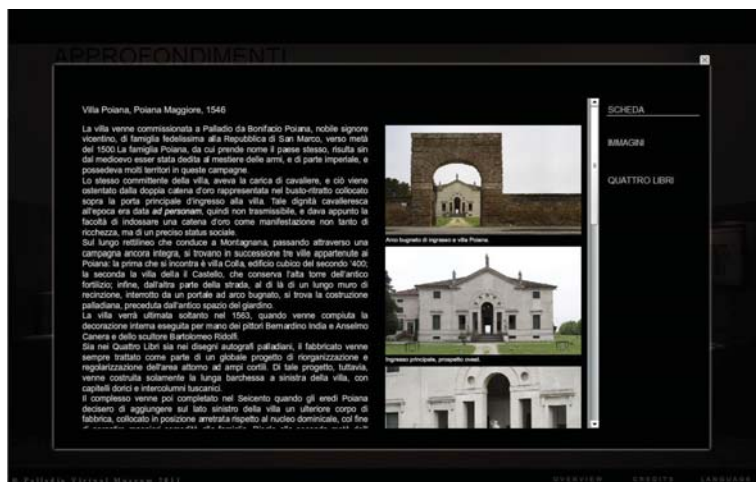 APPROFONDIMENTI
Villa Poiana, Poiana Maggiore, 1546
La villa venne commissionata a Palladio da Bonifacio Poiana, nobile signore
vicentino, di famiglia fedelissima alla Repubblica di San Marco, verso metà
del 1500.La famiglia Poiana, da cui prende nome il paese stesso, risulta sin
dal medioevo esser stata dedita al mestiere delle armi, e di parte imperiale, e
possedeva molti territori in queste campagne.
Lo stesso committente della villa, aveva la carica di cavaliere, e ciò viene
ostentato dalla doppia catena d'oro rappresentata nel busto-ritratto collocato
sopra la porta principale d'ingresso alla villa. Tale dignità cavalleresca
all'epoca era data ad personam, quindi non trasmissibile, e dava appunto la
facoltà di indossare una catena d'oro come manifestazione non tanto di
ricchezza, ma di un preciso status sociale.
Sul lungo rettilineo che conduce a Montagnana, passando attraverso una
campagna ancora integra, si trovano in successione tre ville appartenute ai
Poiana: la prima che si incontra è villa Colla, edificio cubico del secondo '400;
la seconda la villa della il Castello, che conserva l'alta torre dell'antico
fortilizio; infine, dall'altra parte della strada, al di là di un lungo muro di
recinzione, interrotto da un portale ad arco bugnato, si trova la costruzione
palladiana, preceduta dall'antico spazio del giardino.
La villa verrà ultimata soltanto nel 1563, quando venne compiuta la
decorazione interna eseguita per mano dei pittori Bernardino India e Anselmo
Canera e dello scultore Bartolomeo Ridolfi.
Sia nei Quattro Libri sia nei disegni autografi palladiani, il fabbricato venne
sempre trattato come parte di un globale progetto di riorganizzazione e
regolarizzazione dell'area attorno ad ampi cortili. Di tale progetto, tuttavia,
venne costruita solamente la lunga barchessa a sinistra della villa, con
capitelli dorici e intercolumni tuscanici.
Il complesso venne poi completato nel Seicento quando gli eredi Poiana
decisero di aggiungere sul lato sinistro della villa un ulteriore corpo di
fabbrica, collocato in posizione arretrata rispetto al nucleo dominicale, col fine
Arco bugnato di ingresso a villa Poiana.
Ingresso principale, prospetto ovest.
SCHEDA
IMMAGINI
QUATTRO LIBRI
© Palladio Virtual Museum 2011
OVERVIEW
CREDITS
LANGUAGE